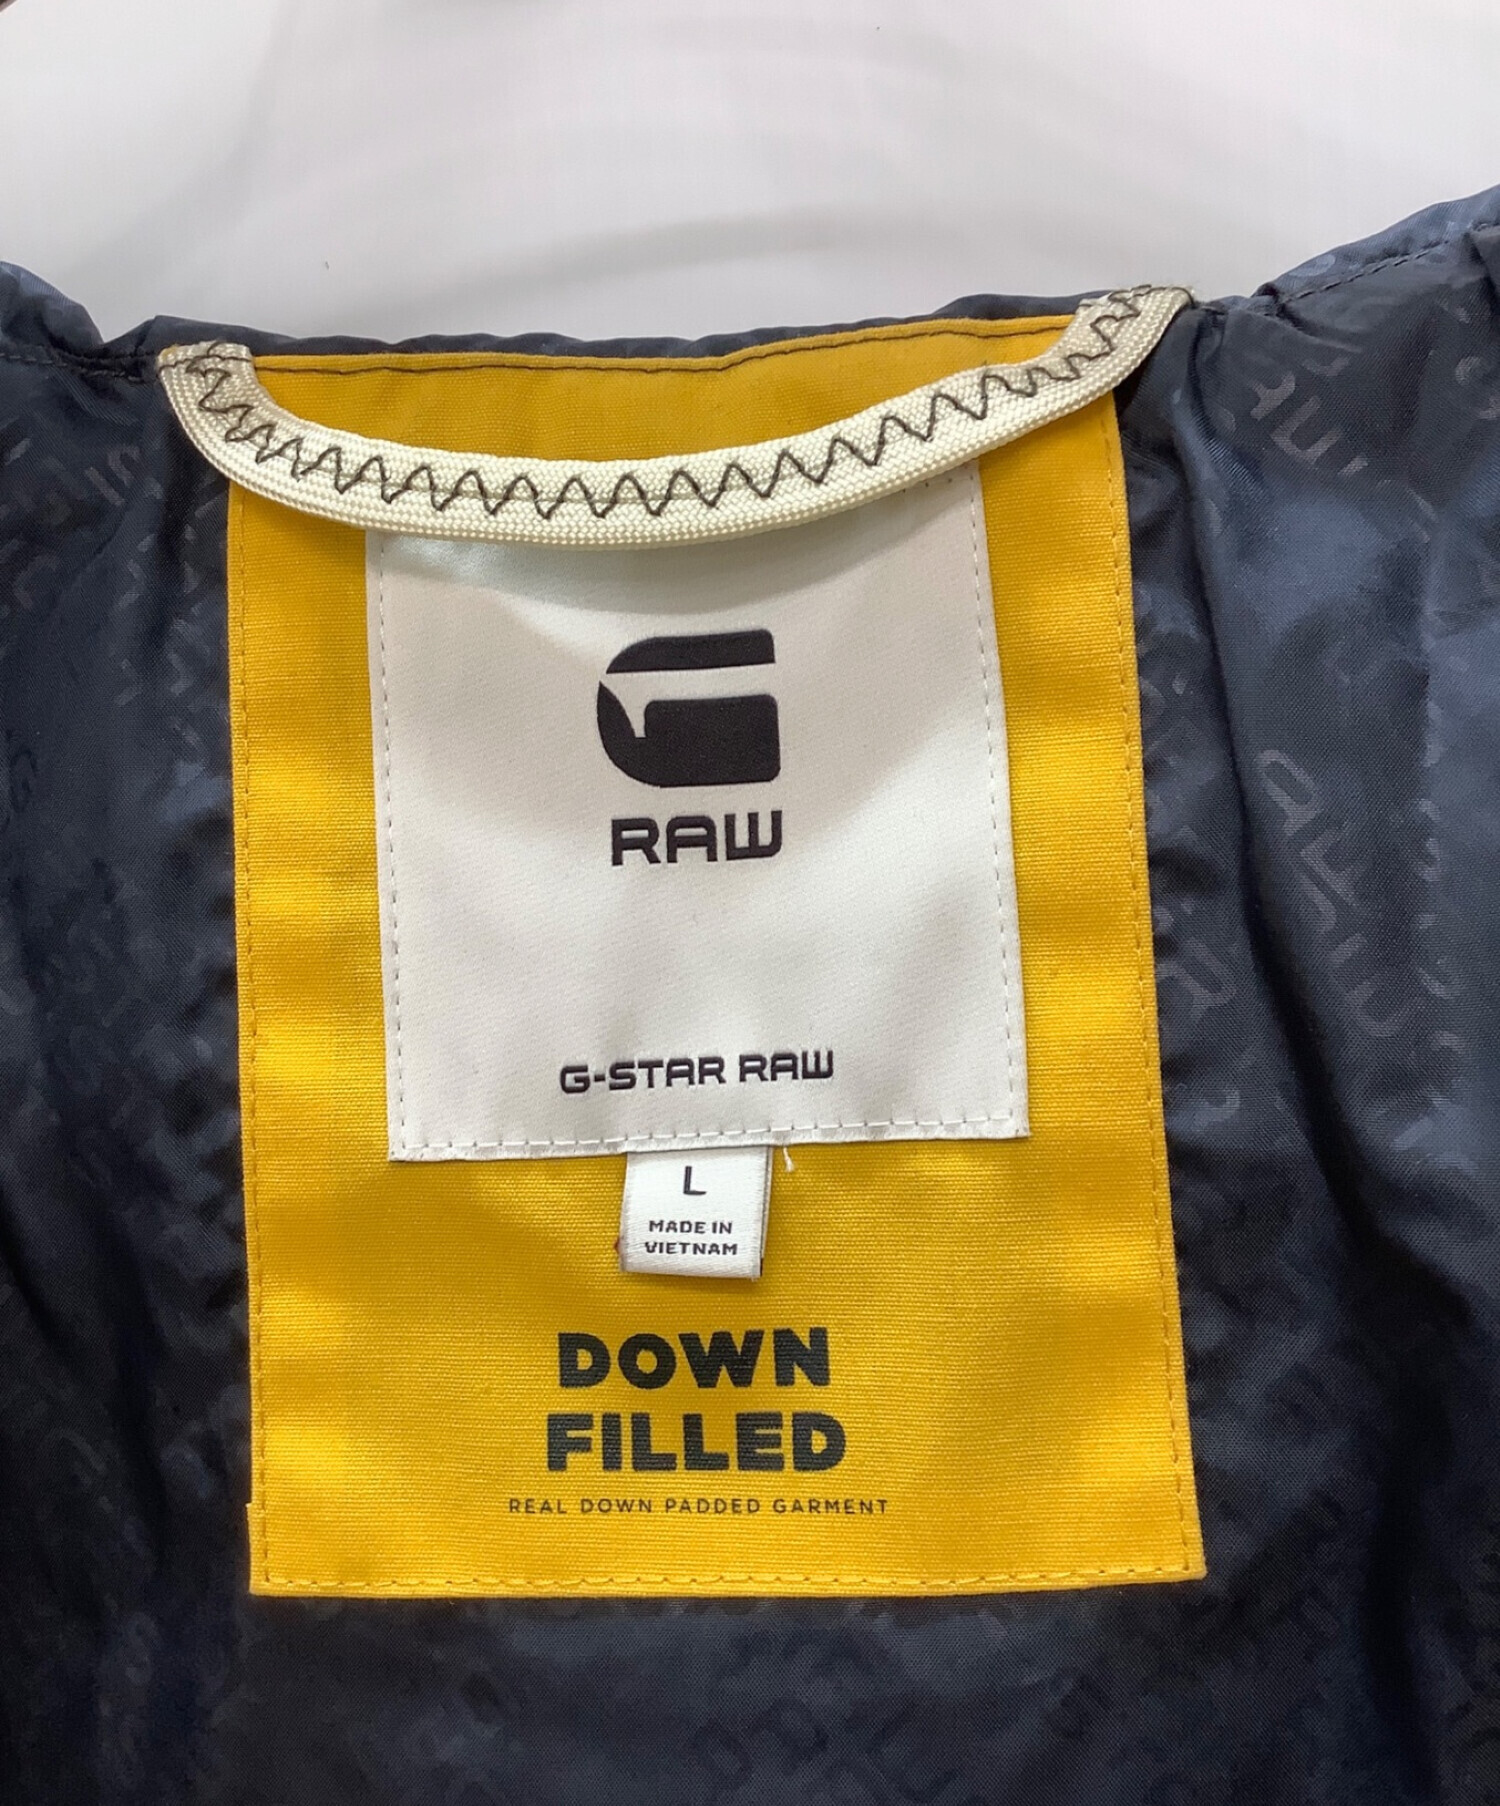 G
RAW
G-STAR RAW
L
MADE IN
VIETNAM
DOWN
FILLED
REAL DOWN PADDED GARMENT